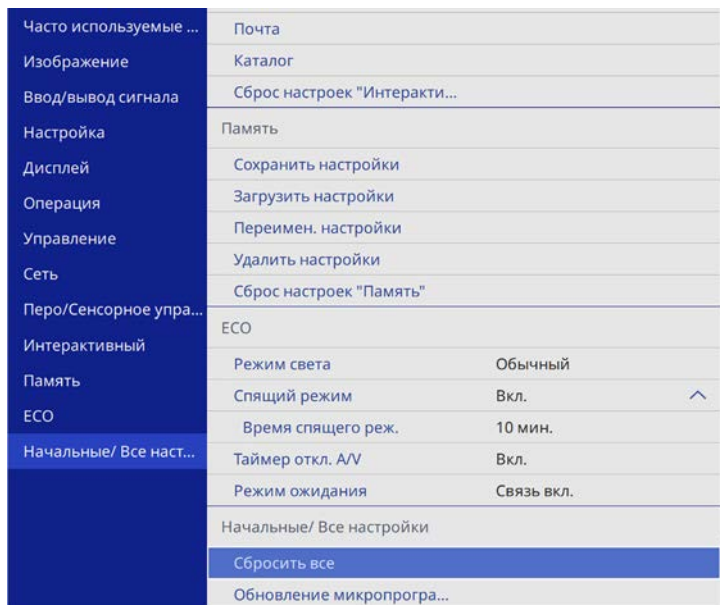 Часто используемые ...
Изображение
Ввод/вывод сигнала
Настройка
Дисплей
Операция
Управление
Сеть
Перо/Сенсорное упра...
Интерактивный
Память
ECO
Начальные/ Все наст...
Почта
Каталог
Сброс настроек "Интеракти...
Память
Сохранить настройки
Загрузить настройки
Переимен. настройки
Удалить настройки
Сброс настроек "Память"
ECO
Режим света Обычный
Спящий режим Вкл.
Время спящего реж. 10 мин.
Таймер откл. A/V Вкл.
Режим ожидания Связь вкл.
Начальные/ Все настройки
Сбросить все
Обновление микропрогра...